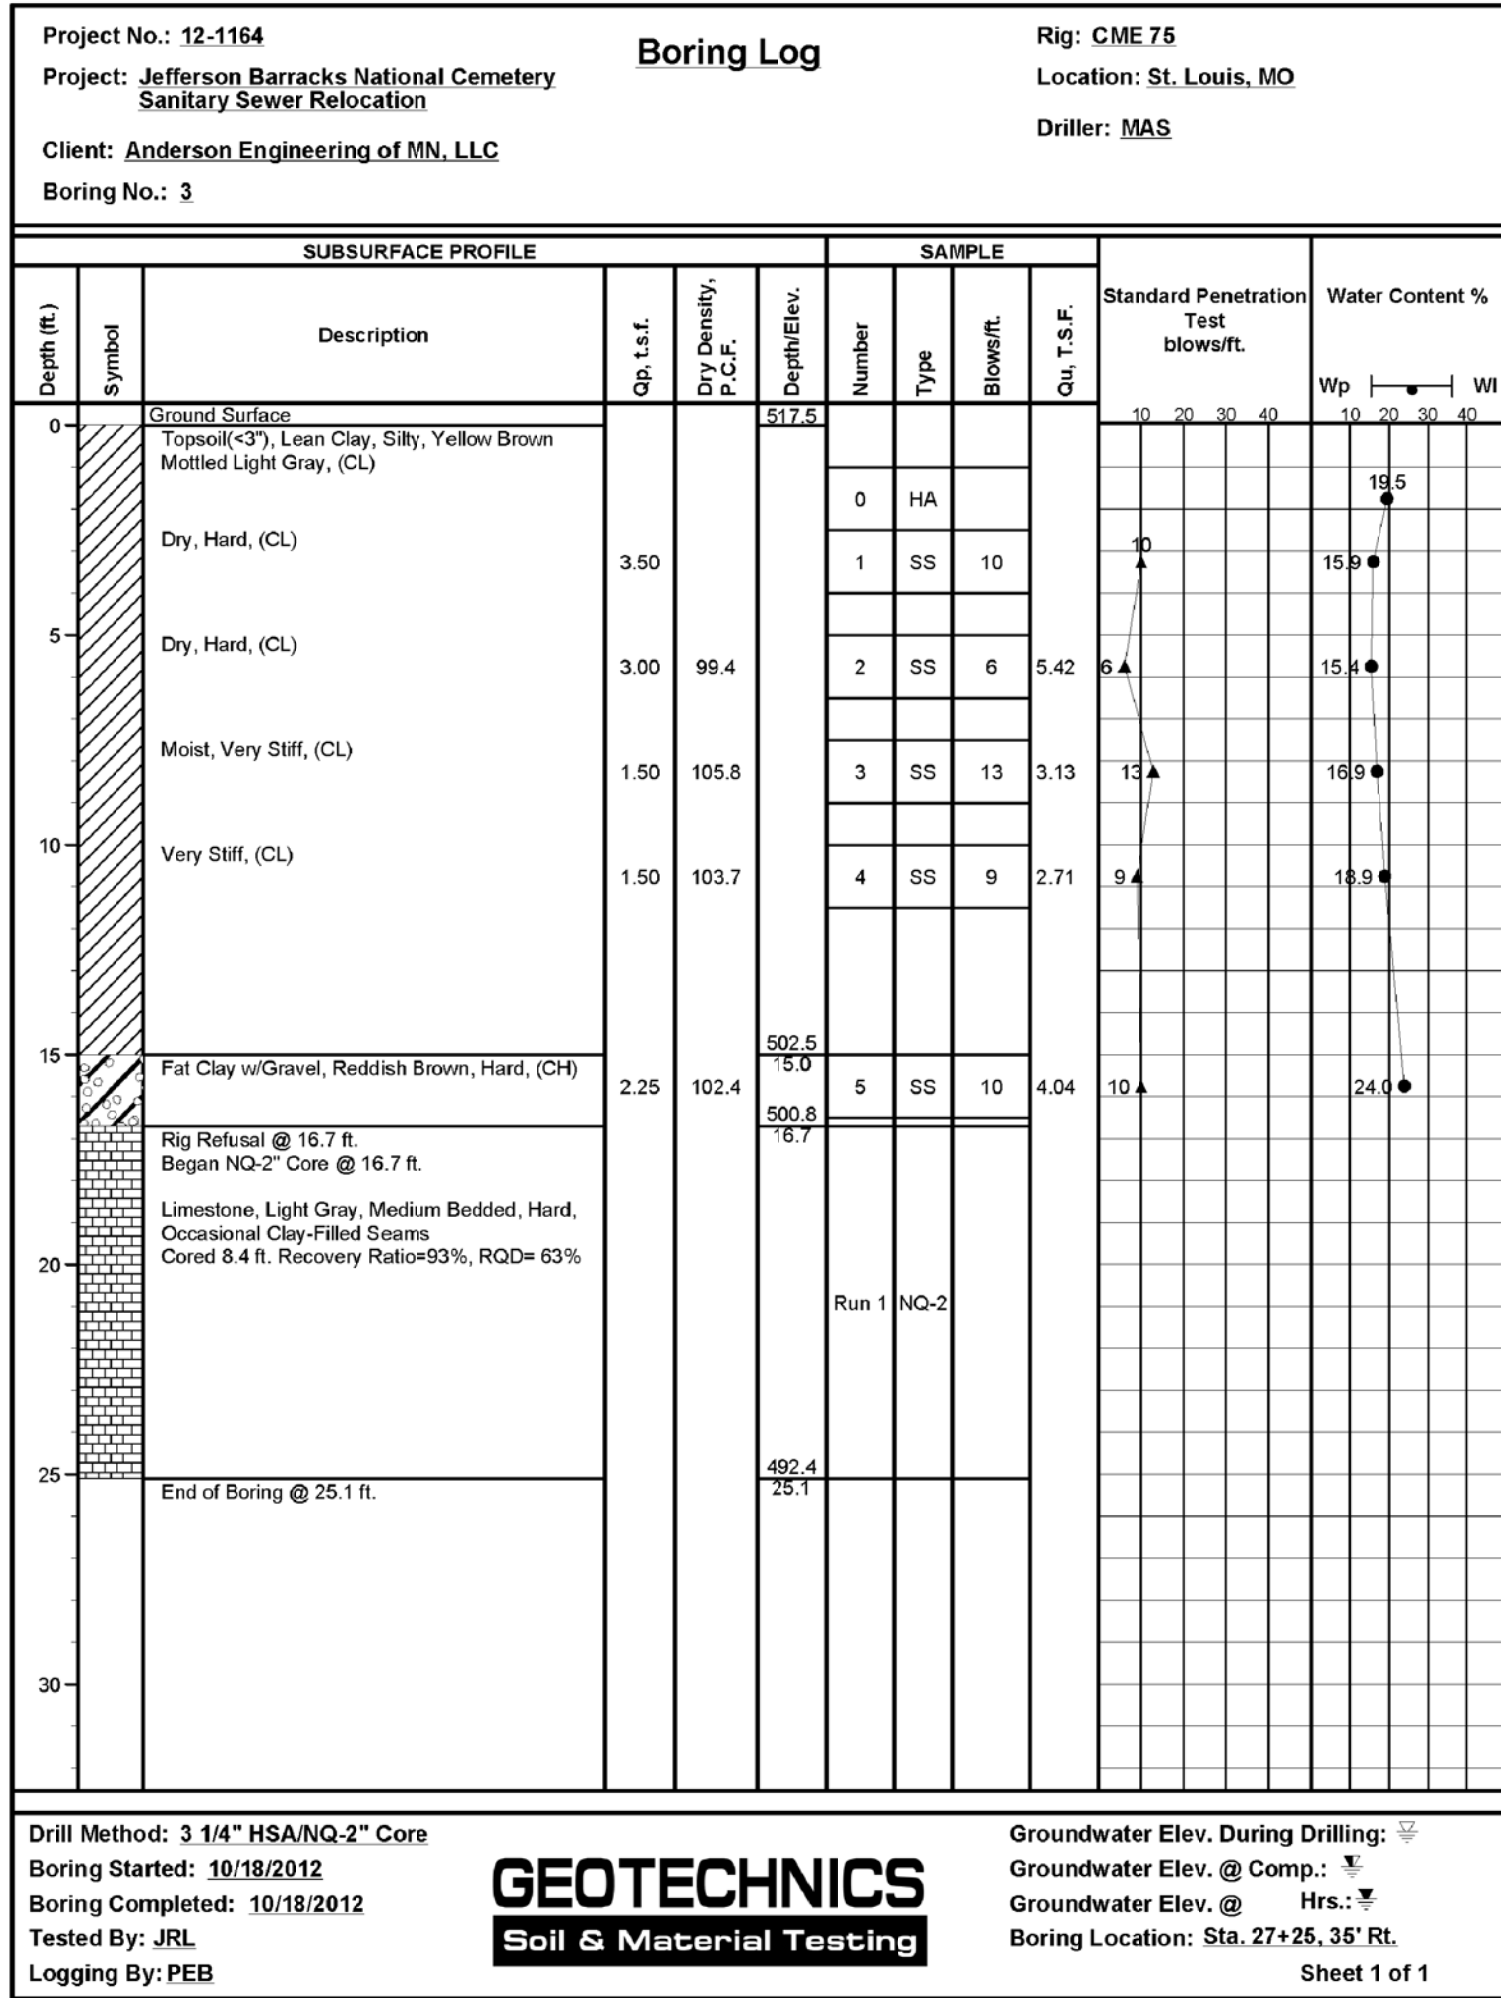 Project No.: 12-1164
Boring Log
Rig: CME 75
Project: Jefferson Barracks National Cemetery
Sanitary Sewer Relocation
Location: St. Louis, MO
Driller: MAS
Client: Anderson Engineering of MN, LLC
Boring No.: 3
SUBSURFACE PROFILE
SAMPLE
Depth (ft.)
Symbol
Description
Qp, t.s.f.
Dry Density, P.C.F.
Depth/Elev.
Number
Type
Blows/ft.
Qu, T.S.F.
Standard Penetration
Test
blows/ft.
Water Content %
Wp Wl
10 20 30 40
10 20 30 40
Ground Surface 517.5
0
Topsoil(<3"), Lean Clay, Silty, Yellow Brown
Mottled Light Gray, (CL)
0 HA 19.5
Dry, Hard, (CL)
3.50 1 SS 10 10 15.9
5
Dry, Hard, (CL)
3.00 99.4 2 SS 6 5.42 6 15.4
Moist, Very Stiff, (CL)
1.50 105.8 3 SS 13 3.13 13 16.9
10
Very Stiff, (CL)
1.50 103.7 4 SS 9 2.71 9 18.9
502.5
15
15.0
Fat Clay w/Gravel, Reddish Brown, Hard, (CH)
2.25 102.4 5 SS 10 4.04 10 24.0
500.8
16.7
Rig Refusal @ 16.7 ft.
Began NQ-2" Core @ 16.7 ft.
Limestone, Light Gray, Medium Bedded, Hard,
Occasional Clay-Filled Seams
Cored 8.4 ft. Recovery Ratio=93%, RQD= 63%
20
Run 1 NQ-2
492.4
25
25.1
End of Boring @ 25.1 ft.
30
Drill Method: 3 1/4" HSA/NQ-2" Core
Boring Started: 10/18/2012
Boring Completed: 10/18/2012
Tested By: JRL
Logging By: PEB
GEOTECHNICS
Soil & Material Testing
Groundwater Elev. During Drilling:
Groundwater Elev. @ Comp.:
Groundwater Elev. @ Hrs.:
Boring Location: Sta. 27+25, 35' Rt.
Sheet 1 of 1